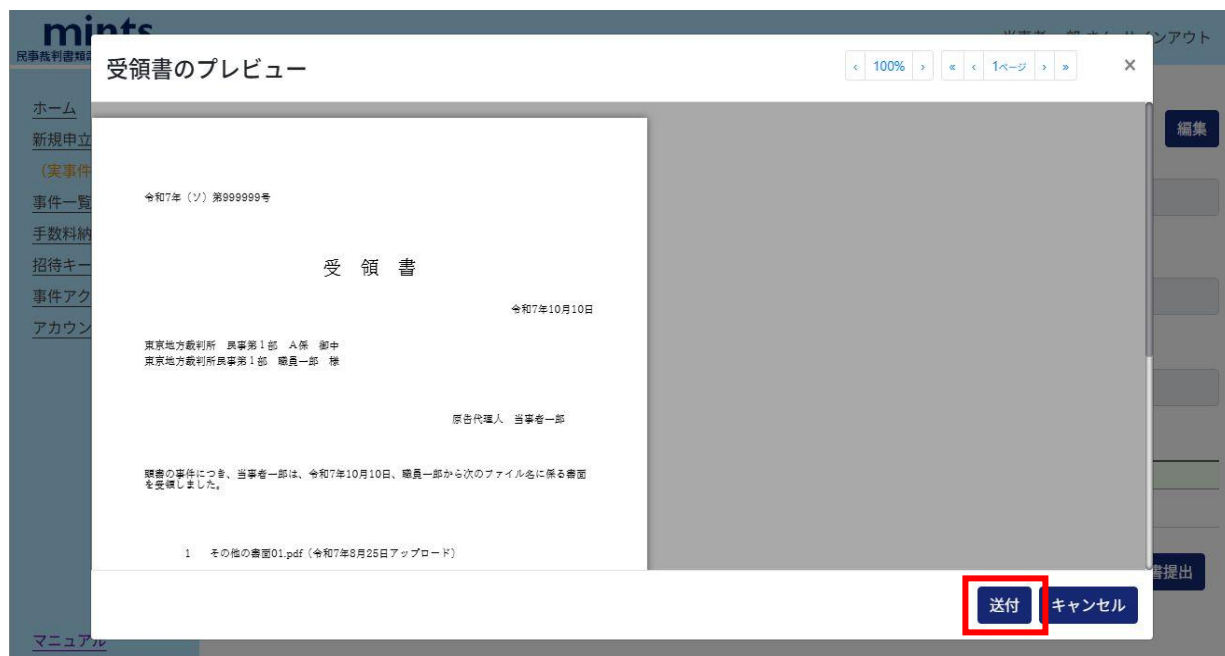 mints
民事裁判書類
サインアウト
ホーム
新規申立
（実事件
事件一覧
手数料納
招待キー
事件アク
アカウン
マニュアル
編集
書提出
受領書のプレビュー
‹ 100% › « ‹ 1ページ › » ×
令和7年（ソ）第999999号
受 領 書
令和7年10月10日
東京地方裁判所 民事第1部 A係 御中
東京地方裁判所民事第1部 職員一郎 様
原告代理人 当事者一郎
頭書の事件につき、当事者一郎は、令和7年10月10日、職員一郎から次のファイル名に係る書面
を受領しました。
1 その他の書面01.pdf（令和7年8月25日アップロード）
送付 キャンセル